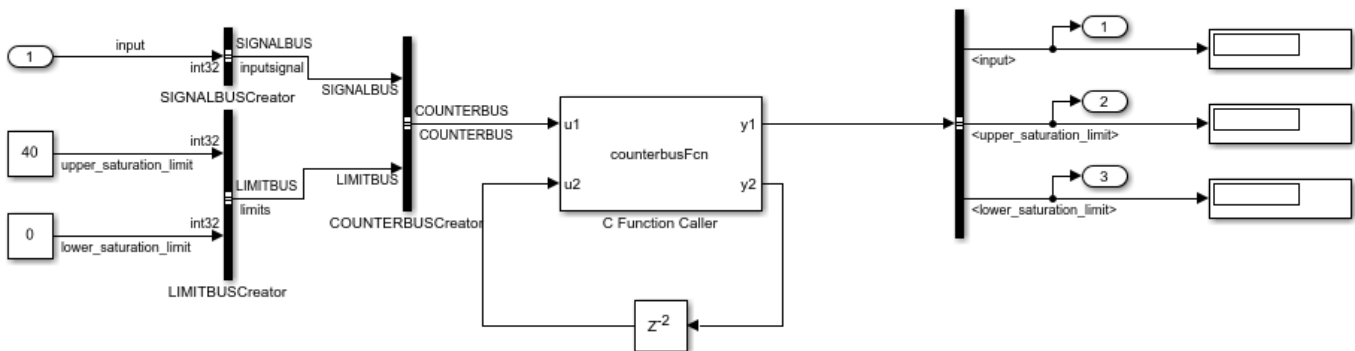 1
input
int32
SIGNALBUS
inputsignal
SIGNALBUSCreator
SIGNALBUS
40
int32
upper_saturation_limit
LIMITBUS
limits
LIMITBUS
0
int32
lower_saturation_limit
LIMITBUSCreator
COUNTERBUS
COUNTERBUS
COUNTERBUSCreator
u1
y1
counterbusFcn
u2
y2
C Function Caller
Z-2
1
<input>
2
<upper_saturation_limit>
3
<lower_saturation_limit>